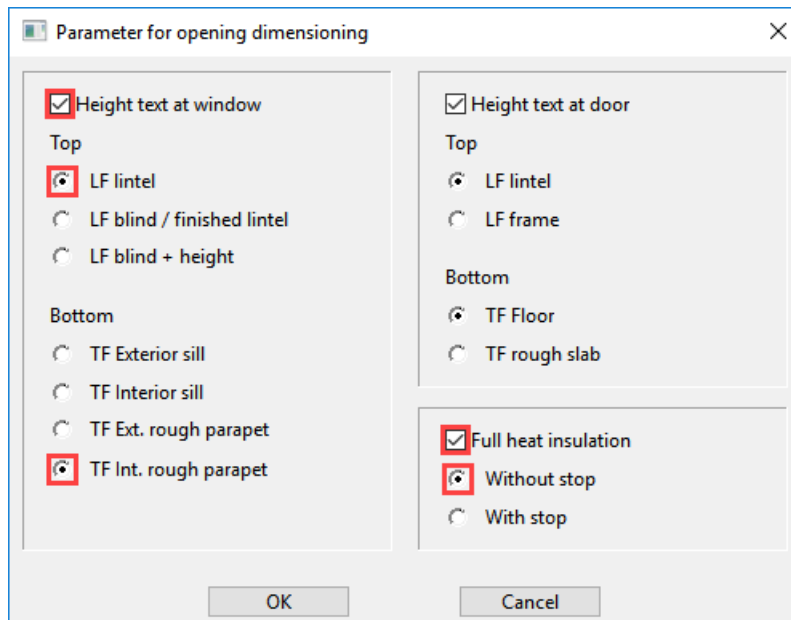 Parameter for opening dimensioning
Height text at window
Top
LF lintel
LF blind / finished lintel
LF blind + height
Bottom
TF Exterior sill
TF Interior sill
TF Ext. rough parapet
TF Int. rough parapet
Height text at door
Top
LF lintel
LF frame
Bottom
TF Floor
TF rough slab
Full heat insulation
Without stop
With stop
OK
Cancel